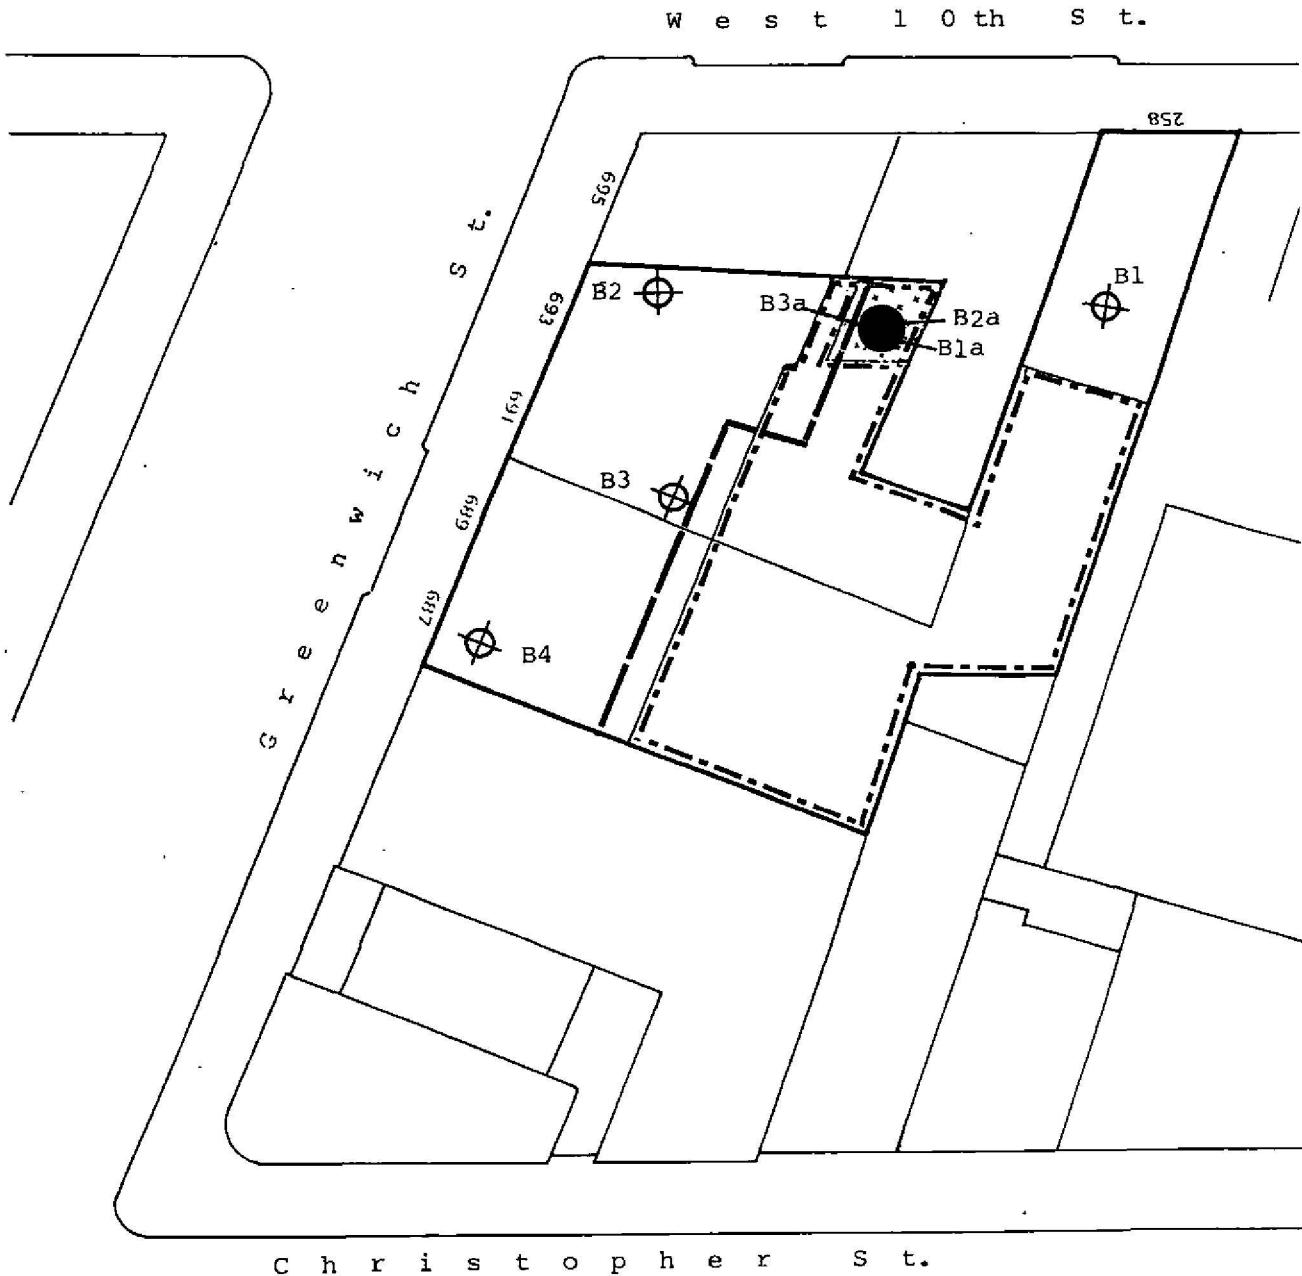 West 10th St.
258
695
B1
B2
693
B3a
B2a
B1a
691
B3
689
687
B4
Greenwich St.
Christopher St.